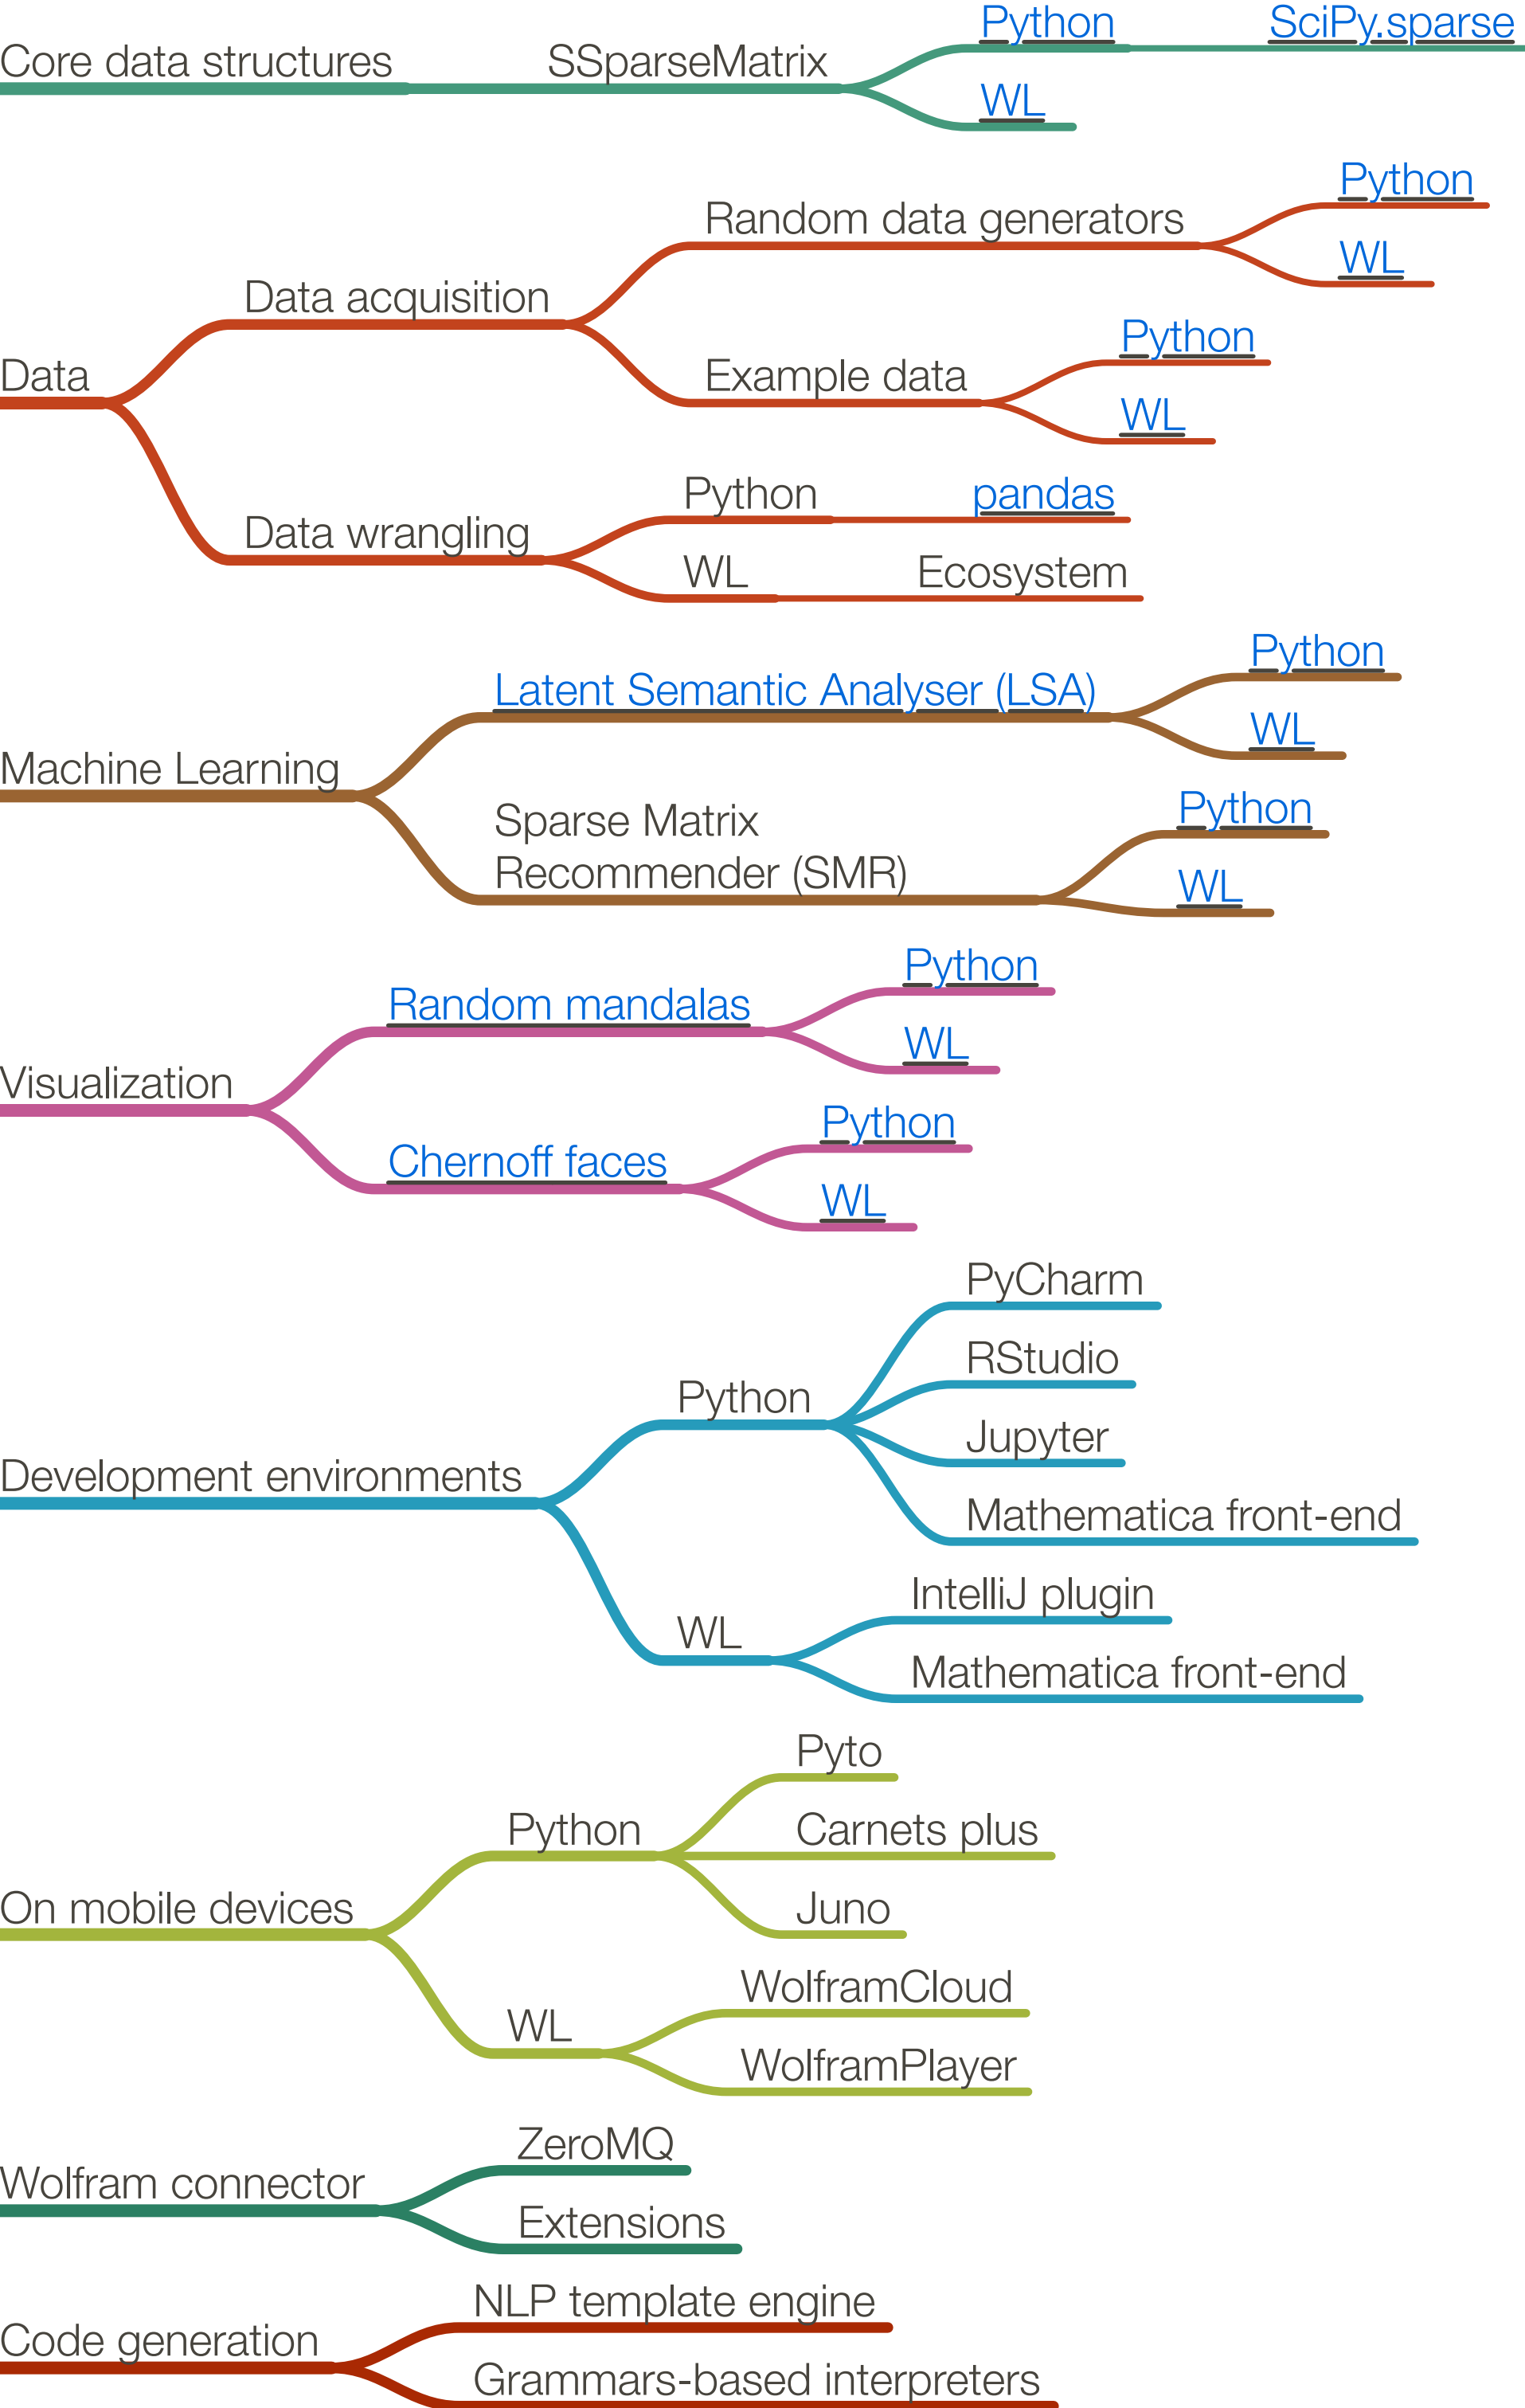 Core data structures
SSparseMatrix
Python
SciPy.sparse
WL
Data
Data acquisition
Random data generators
Python
WL
Example data
Python
WL
Data wrangling
Python
pandas
WL
Ecosystem
Machine Learning
Latent Semantic Analyser (LSA)
Python
WL
Sparse Matrix
Recommender (SMR)
Python
WL
Visualization
Random mandalas
Python
WL
Chernoff faces
Python
WL
Development environments
Python
PyCharm
RStudio
Jupyter
Mathematica front-end
WL
IntelliJ plugin
Mathematica front-end
On mobile devices
Python
Pyto
Carnets plus
Juno
WL
WolframCloud
WolframPlayer
Wolfram connector
ZeroMQ
Extensions
Code generation
NLP template engine
Grammars-based interpreters